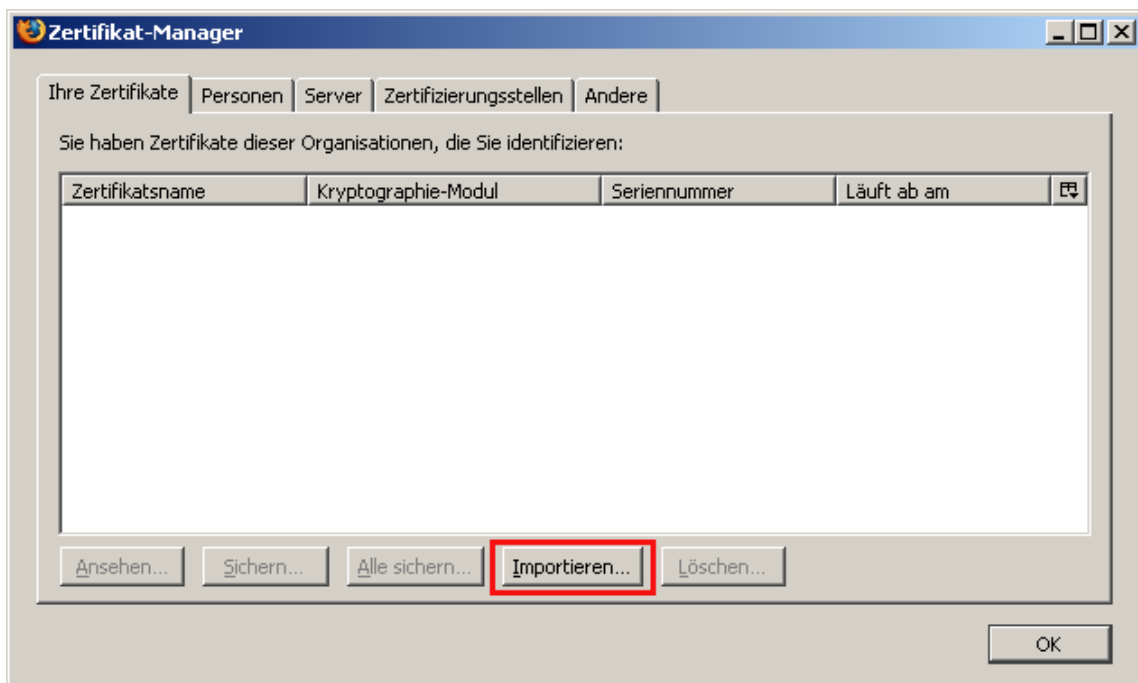 Zertifikat-Manager
Ihre Zertifikate Personen Server Zertifizierungsstellen Andere
Sie haben Zertifikate dieser Organisationen, die Sie identifizieren:
Zertifikatsname Kryptographie-Modul Seriennummer Läuft ab am
Ansehen... Sichern... Alle sichern... Importieren... Löschen...
OK